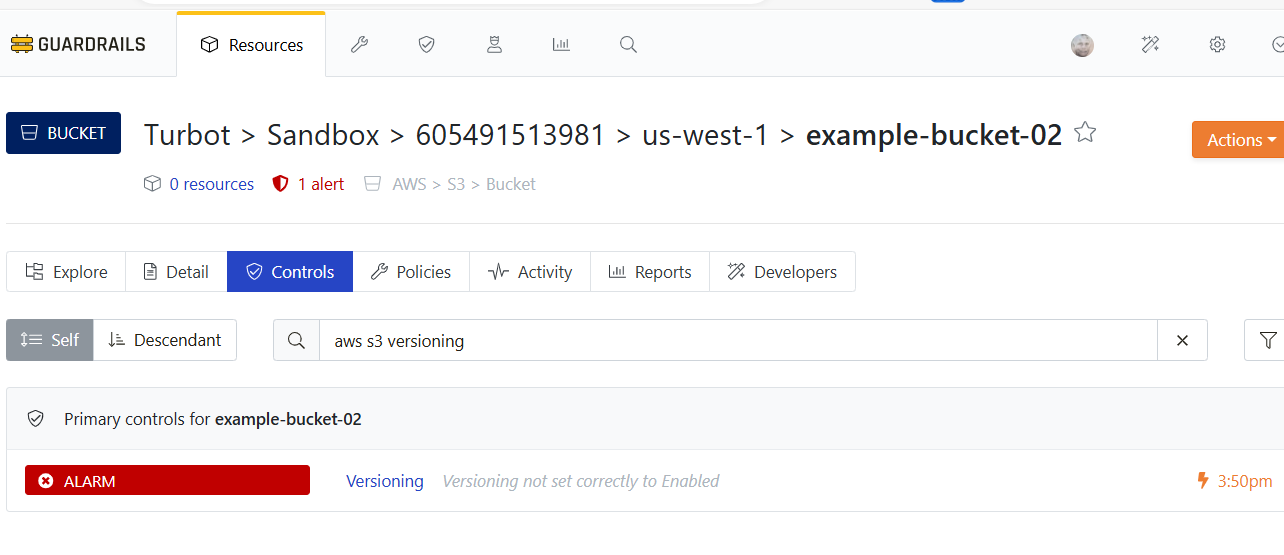 GUARDRAILS Resources
BUCKET Turbot > Sandbox > 605491513981 > us-west-1 > example-bucket-02 Actions
0 resources 1 alert AWS > S3 > Bucket
Explore Detail Controls Policies Activity Reports Developers
Self Descendant aws s3 versioning
Primary controls for example-bucket-02
ALARM Versioning Versioning not set correctly to Enabled 3:50pm